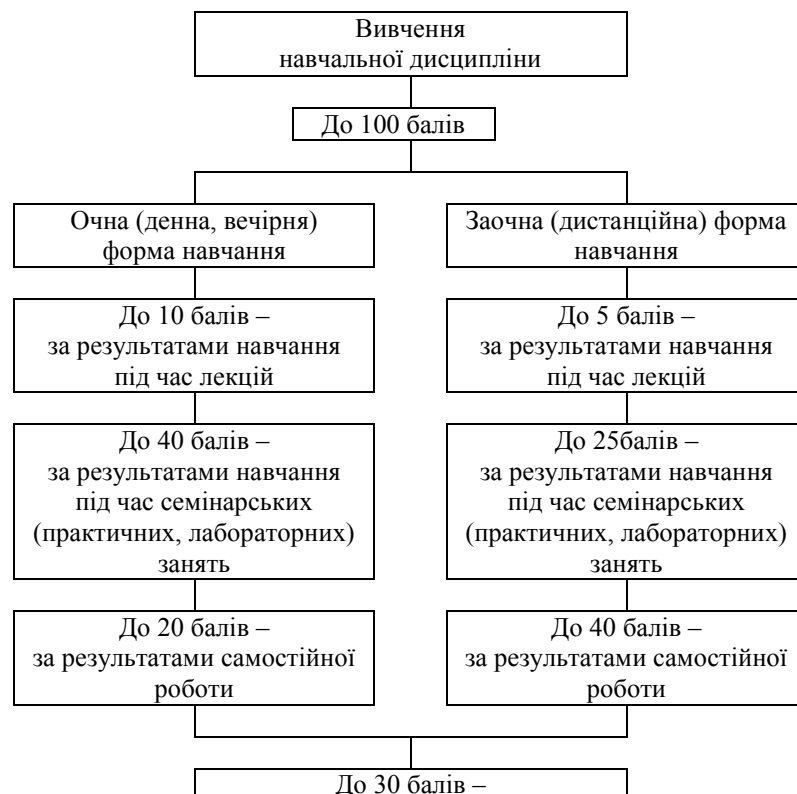 Вивчення
навчальної дисципліни
До 100 балів
Очна (денна, вечірня)
форма навчання
Заочна (дистанційна) форма
навчання
До 10 балів –
за результатами навчання
під час лекцій
До 5 балів –
за результатами навчання
під час лекцій
До 40 балів –
за результатами навчання
під час семінарських
(практичних, лабораторних)
занять
До 25балів –
за результатами навчання
під час семінарських
(практичних, лабораторних)
занять
До 20 балів –
за результатами самостійної
роботи
До 40 балів –
за результатами самостійної
роботи
До 30 балів –